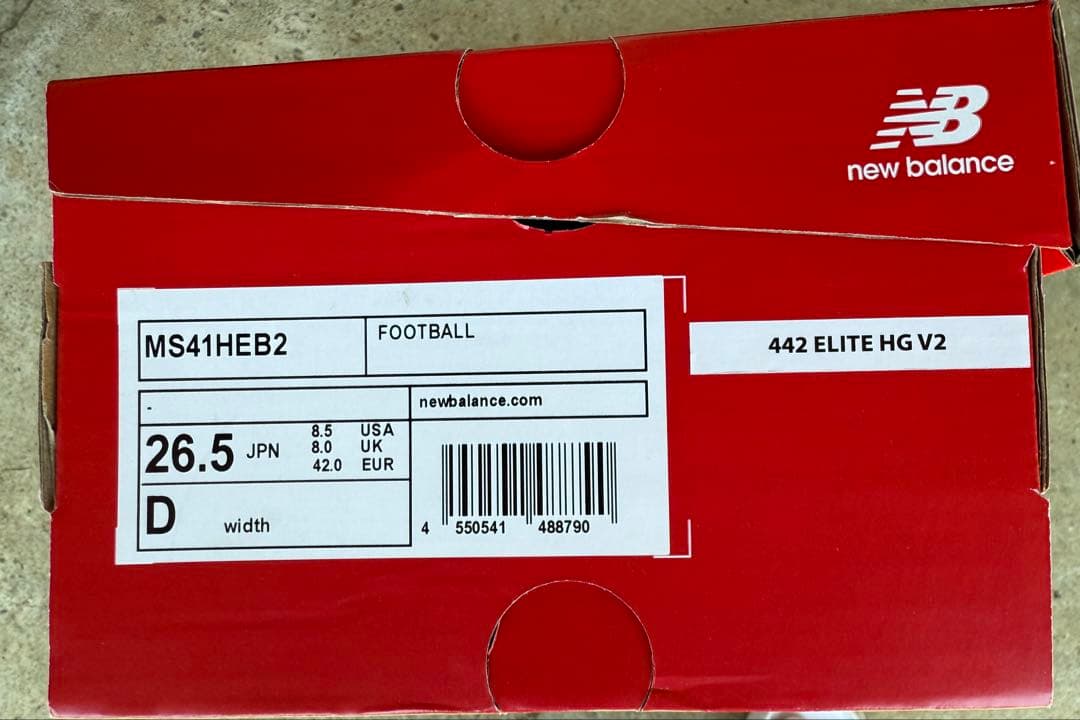 NB
new balance
MS41HEB2
FOOTBALL
442 ELITE HG V2
-
newbalance.com
26.5 JPN
8.5 USA
8.0 UK
42.0 EUR
D width
4 550541 488790